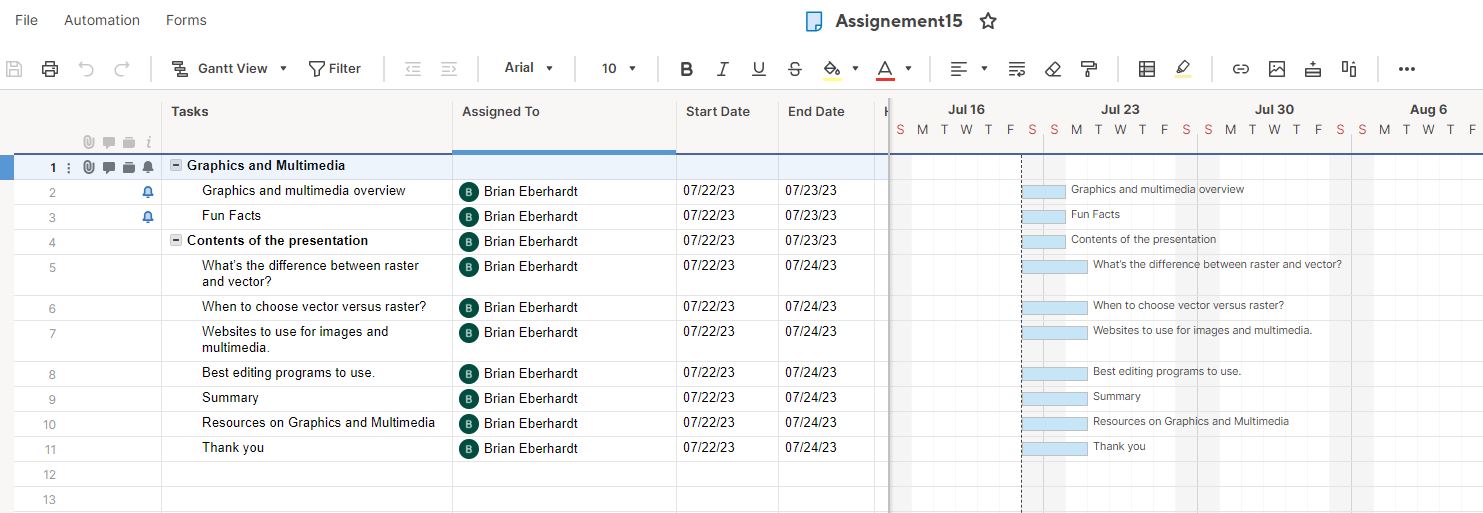 File Automation Forms Assignement15
Gantt View Filter Arial 10 B I U S A
Tasks Assigned To Start Date End Date Jul 16 Jul 23 Jul 30 Aug 6
S M T W T F S S M T W T F S S M T W T F S S M T W T F
1 Graphics and Multimedia
2 Graphics and multimedia overview B Brian Eberhardt 07/22/23 07/23/23 Graphics and multimedia overview
3 Fun Facts B Brian Eberhardt 07/22/23 07/23/23 Fun Facts
4 Contents of the presentation B Brian Eberhardt 07/22/23 07/23/23 Contents of the presentation
5 What's the difference between raster B Brian Eberhardt 07/22/23 07/24/23 What's the difference between raster and vector?
and vector?
6 When to choose vector versus raster? B Brian Eberhardt 07/22/23 07/24/23 When to choose vector versus raster?
7 Websites to use for images and B Brian Eberhardt 07/22/23 07/24/23 Websites to use for images and multimedia.
multimedia.
8 Best editing programs to use. B Brian Eberhardt 07/22/23 07/24/23 Best editing programs to use.
9 Summary B Brian Eberhardt 07/22/23 07/24/23 Summary
10 Resources on Graphics and Multimedia B Brian Eberhardt 07/22/23 07/24/23 Resources on Graphics and Multimedia
11 Thank you B Brian Eberhardt 07/22/23 07/24/23 Thank you
12
13